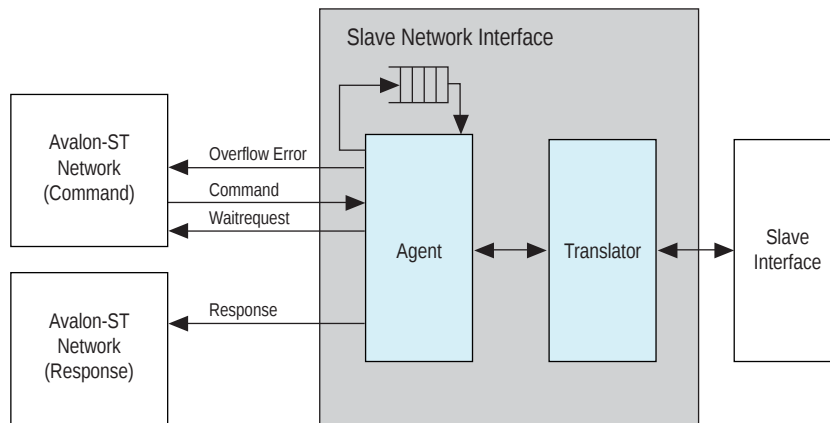 Slave Network Interface
Avalon-ST
Network
(Command)
Overflow Error
Command
Waitrequest
Agent
Translator
Slave
Interface
Avalon-ST
Network
(Response)
Response